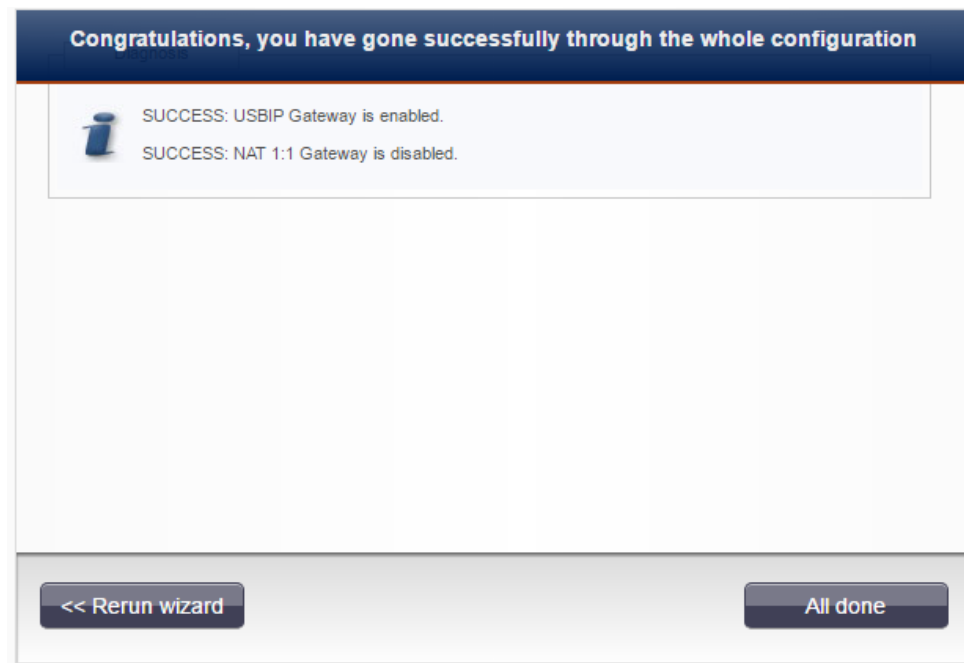 Congratulations, you have gone successfully through the whole configuration
Diagnosis
SUCCESS: USBIP Gateway is enabled.
SUCCESS: NAT 1:1 Gateway is disabled.
<< Rerun wizard
All done